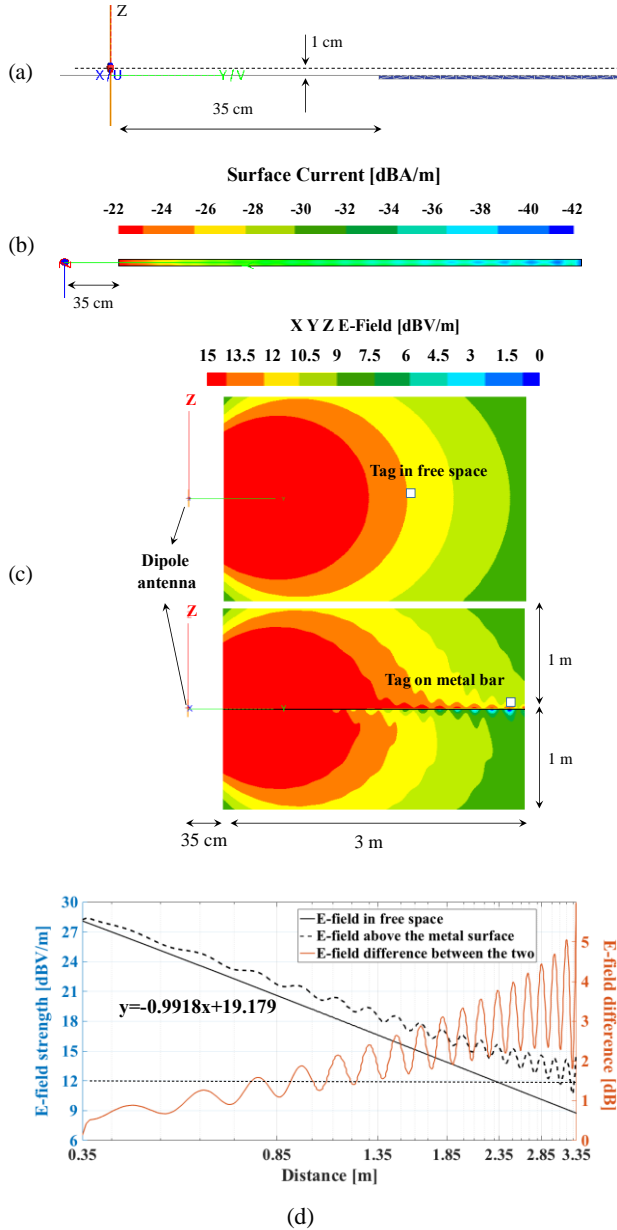 Z
1 cm
(a)
X/U
Y/V
35 cm
Surface Current [dBA/m]
-22 -24 -26 -28 -30 -32 -33 -35 -37 -39 -40 -42
(b)
35 cm
X Y Z E-Field [dBV/m]
15 13.5 12 10.5 9 7.5 6 4.5 3 1.5 0
Z
Tag in free space
Dipole antenna
(c)
Z
1 m
Tag on metal bar
X
Y
1 m
35 cm
3 m
30
27
24
21
18
15
12
9
6
E-field strength [dBV/m]
E-field in free space
E-field above the metal surface
E-field difference between the two
y=-0.9918x+19.179
5
4
3
2
1
0
E-field difference [dB]
0.35 0.85 1.35 1.85 2.35 2.85 3.35
Distance [m]
(d)